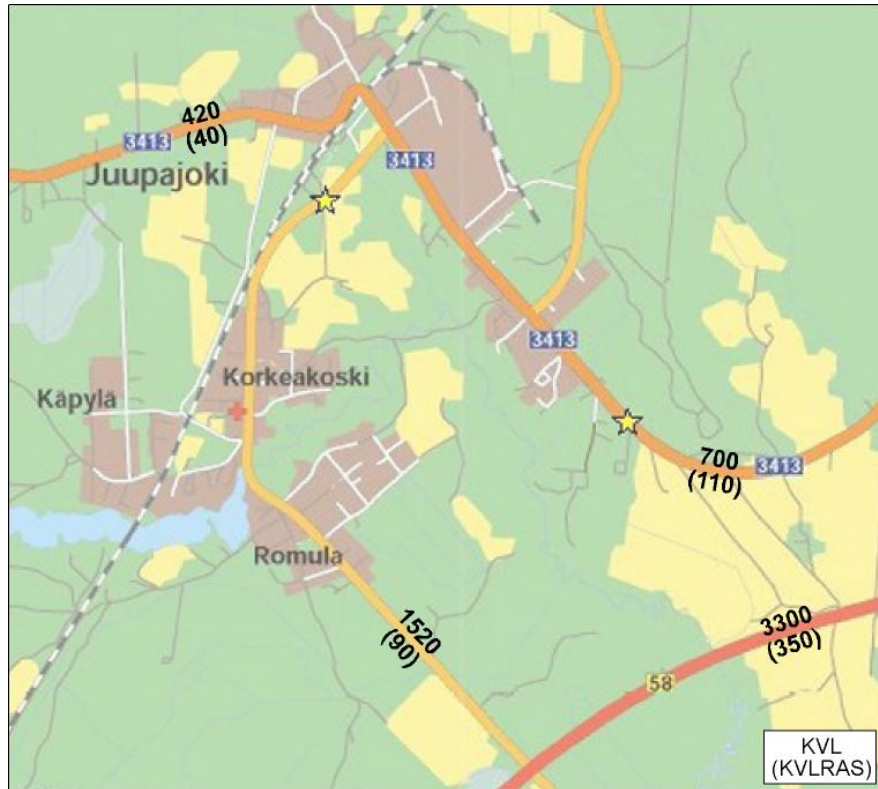 420
(40)
3413
Juupajoki
3413
3413
Korkeakoski
Käpylä
700
(110)
3413
Romula
1520
(90)
3300
(350)
58
KVL
(KVLRAS)